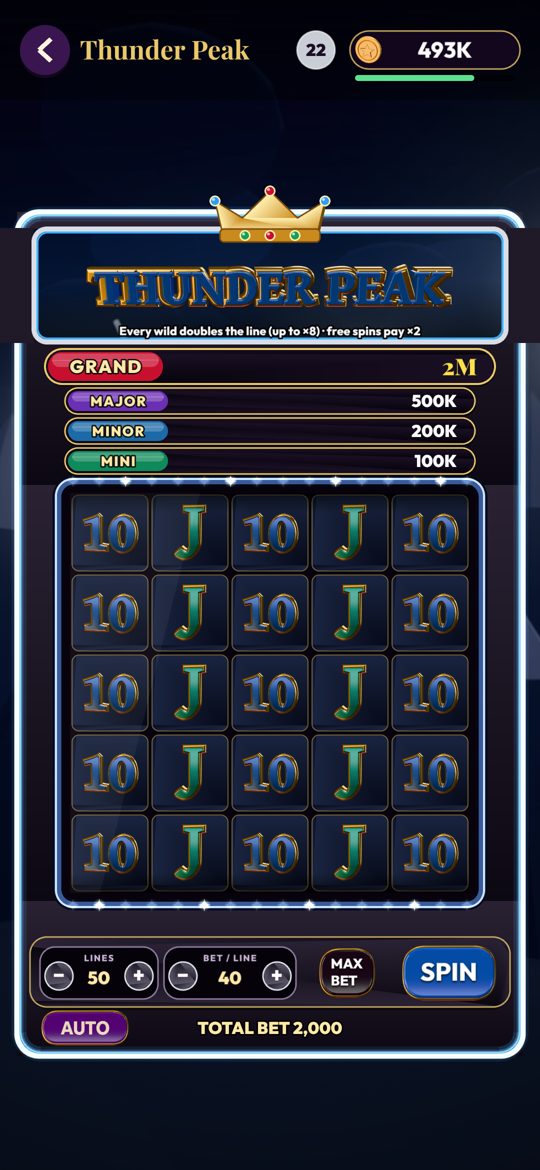 Thunder Peak 22 493K
THUNDER PEAK
Every wild doubles the line (up to ×8) · free spins pay ×2
GRAND 2M
MAJOR 500K
MINOR 200K
MINI 100K
10 J 10 J 10
10 J 10 J 10
10 J 10 J 10
10 J 10 J 10
10 J 10 J 10
LINES BET / LINE
− 50 + − 40 + MAX BET SPIN
AUTO TOTAL BET 2,000